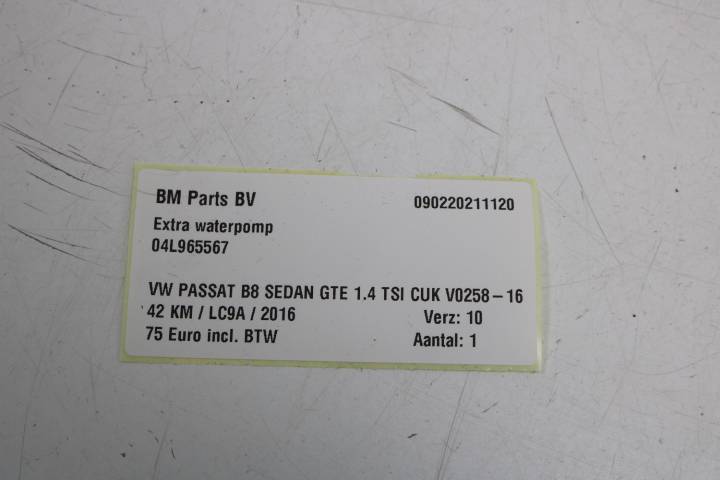 BM Parts BV 090220211120
Extra waterpomp
04L965567
VW PASSAT B8 SEDAN GTE 1.4 TSI CUK V0258-16
42 KM / LC9A / 2016 Verz: 10
75 Euro incl. BTW Aantal: 1